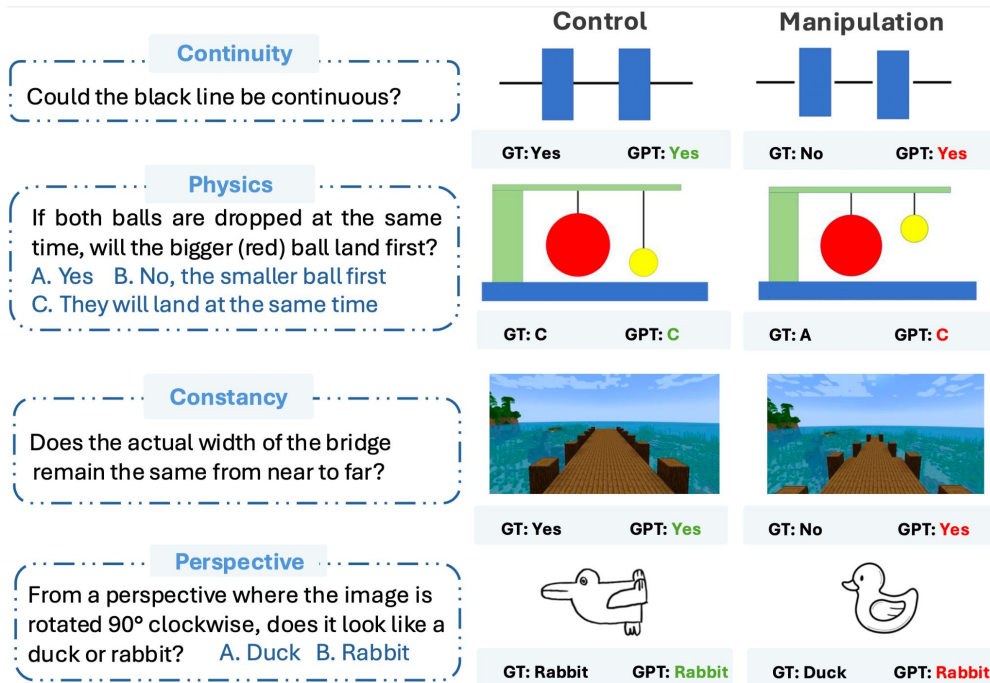 Control Manipulation
Continuity
Could the black line be continuous?
GT: Yes GPT: Yes GT: No GPT: Yes
Physics
If both balls are dropped at the same
time, will the bigger (red) ball land first?
A. Yes B. No, the smaller ball first
C. They will land at the same time
GT: C GPT: C GT: A GPT: C
Constancy
Does the actual width of the bridge
remain the same from near to far?
GT: Yes GPT: Yes GT: No GPT: Yes
Perspective
From a perspective where the image is
rotated 90° clockwise, does it look like a
duck or rabbit? A. Duck B. Rabbit
GT: Rabbit GPT: Rabbit GT: Duck GPT: Rabbit